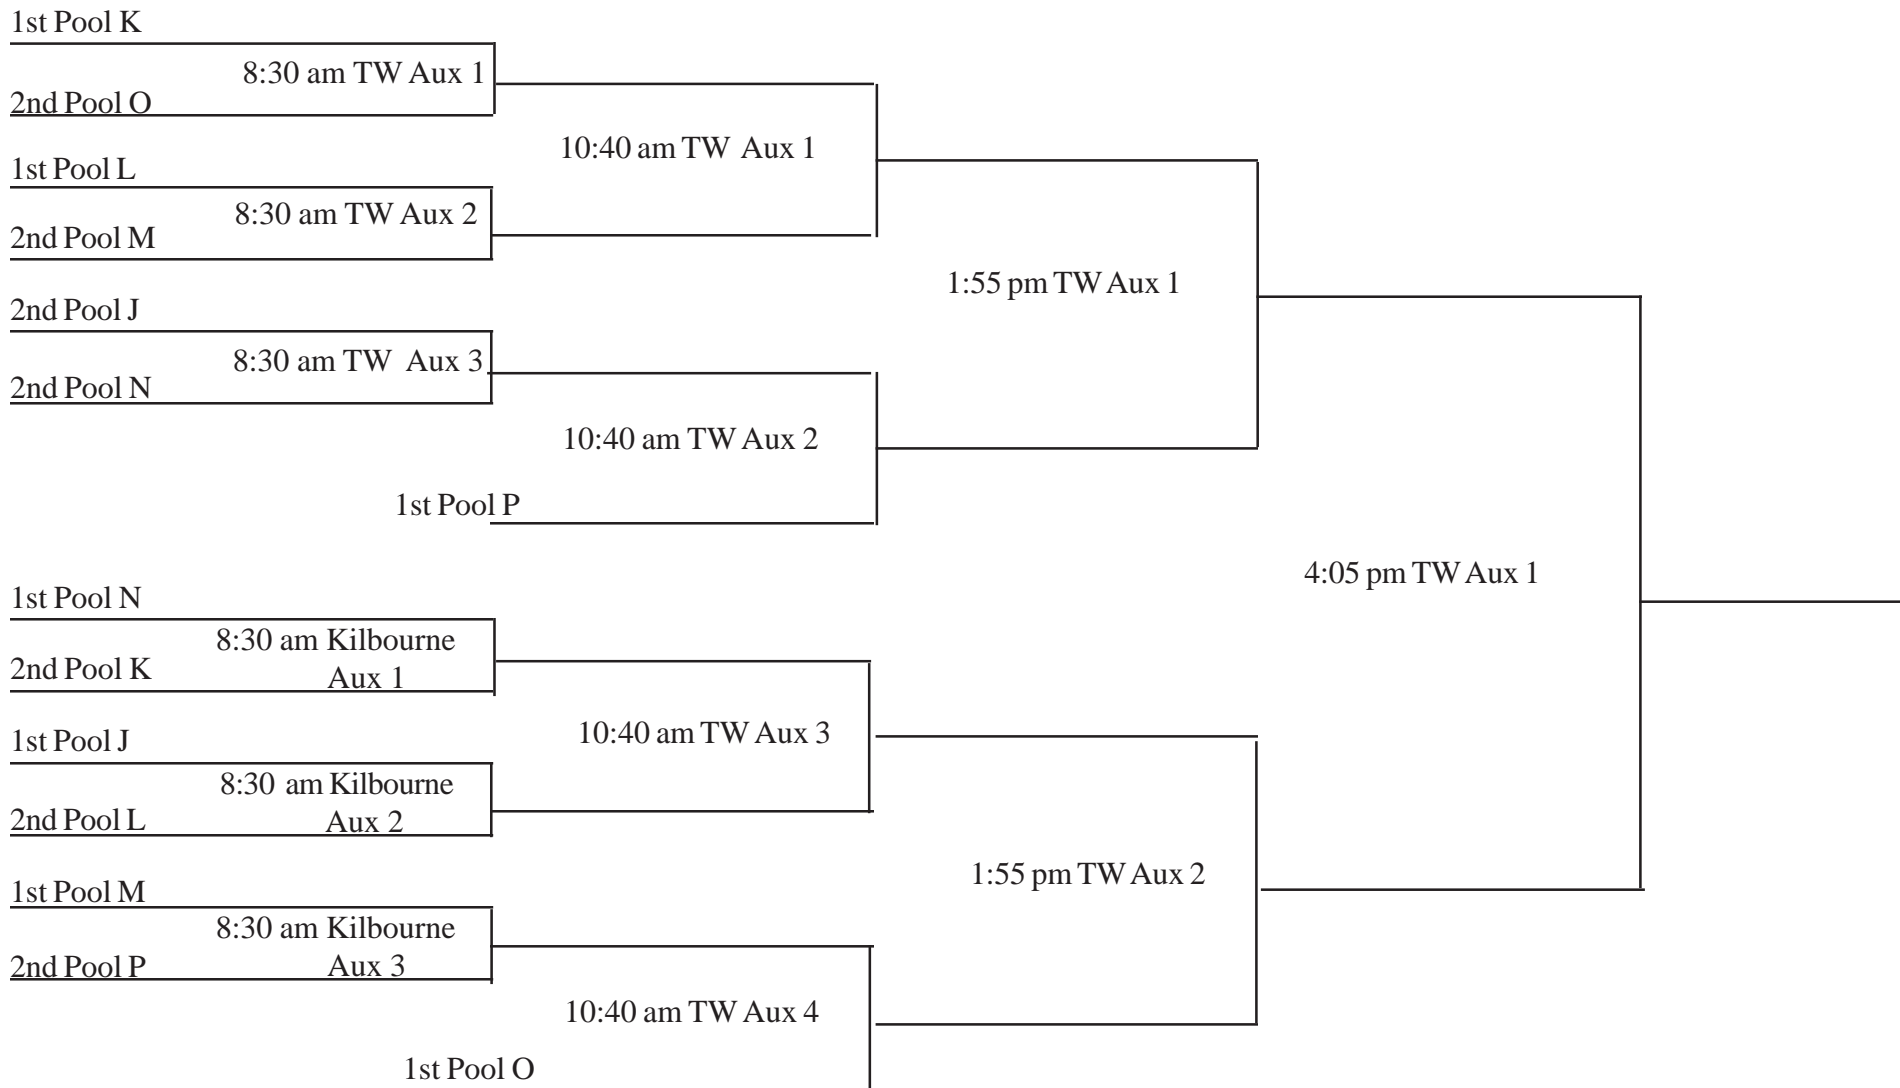 1st Pool K
8:30 am TW Aux 1
2nd Pool O
10:40 am TW Aux 1
1st Pool L
8:30 am TW Aux 2
2nd Pool M
1:55 pm TW Aux 1
2nd Pool J
8:30 am TW Aux 3
2nd Pool N
10:40 am TW Aux 2
1st Pool P
4:05 pm TW Aux 1
1st Pool N
8:30 am Kilbourne
Aux 1
2nd Pool K
10:40 am TW Aux 3
1st Pool J
8:30 am Kilbourne
Aux 2
2nd Pool L
1:55 pm TW Aux 2
1st Pool M
8:30 am Kilbourne
Aux 3
2nd Pool P
10:40 am TW Aux 4
1st Pool O